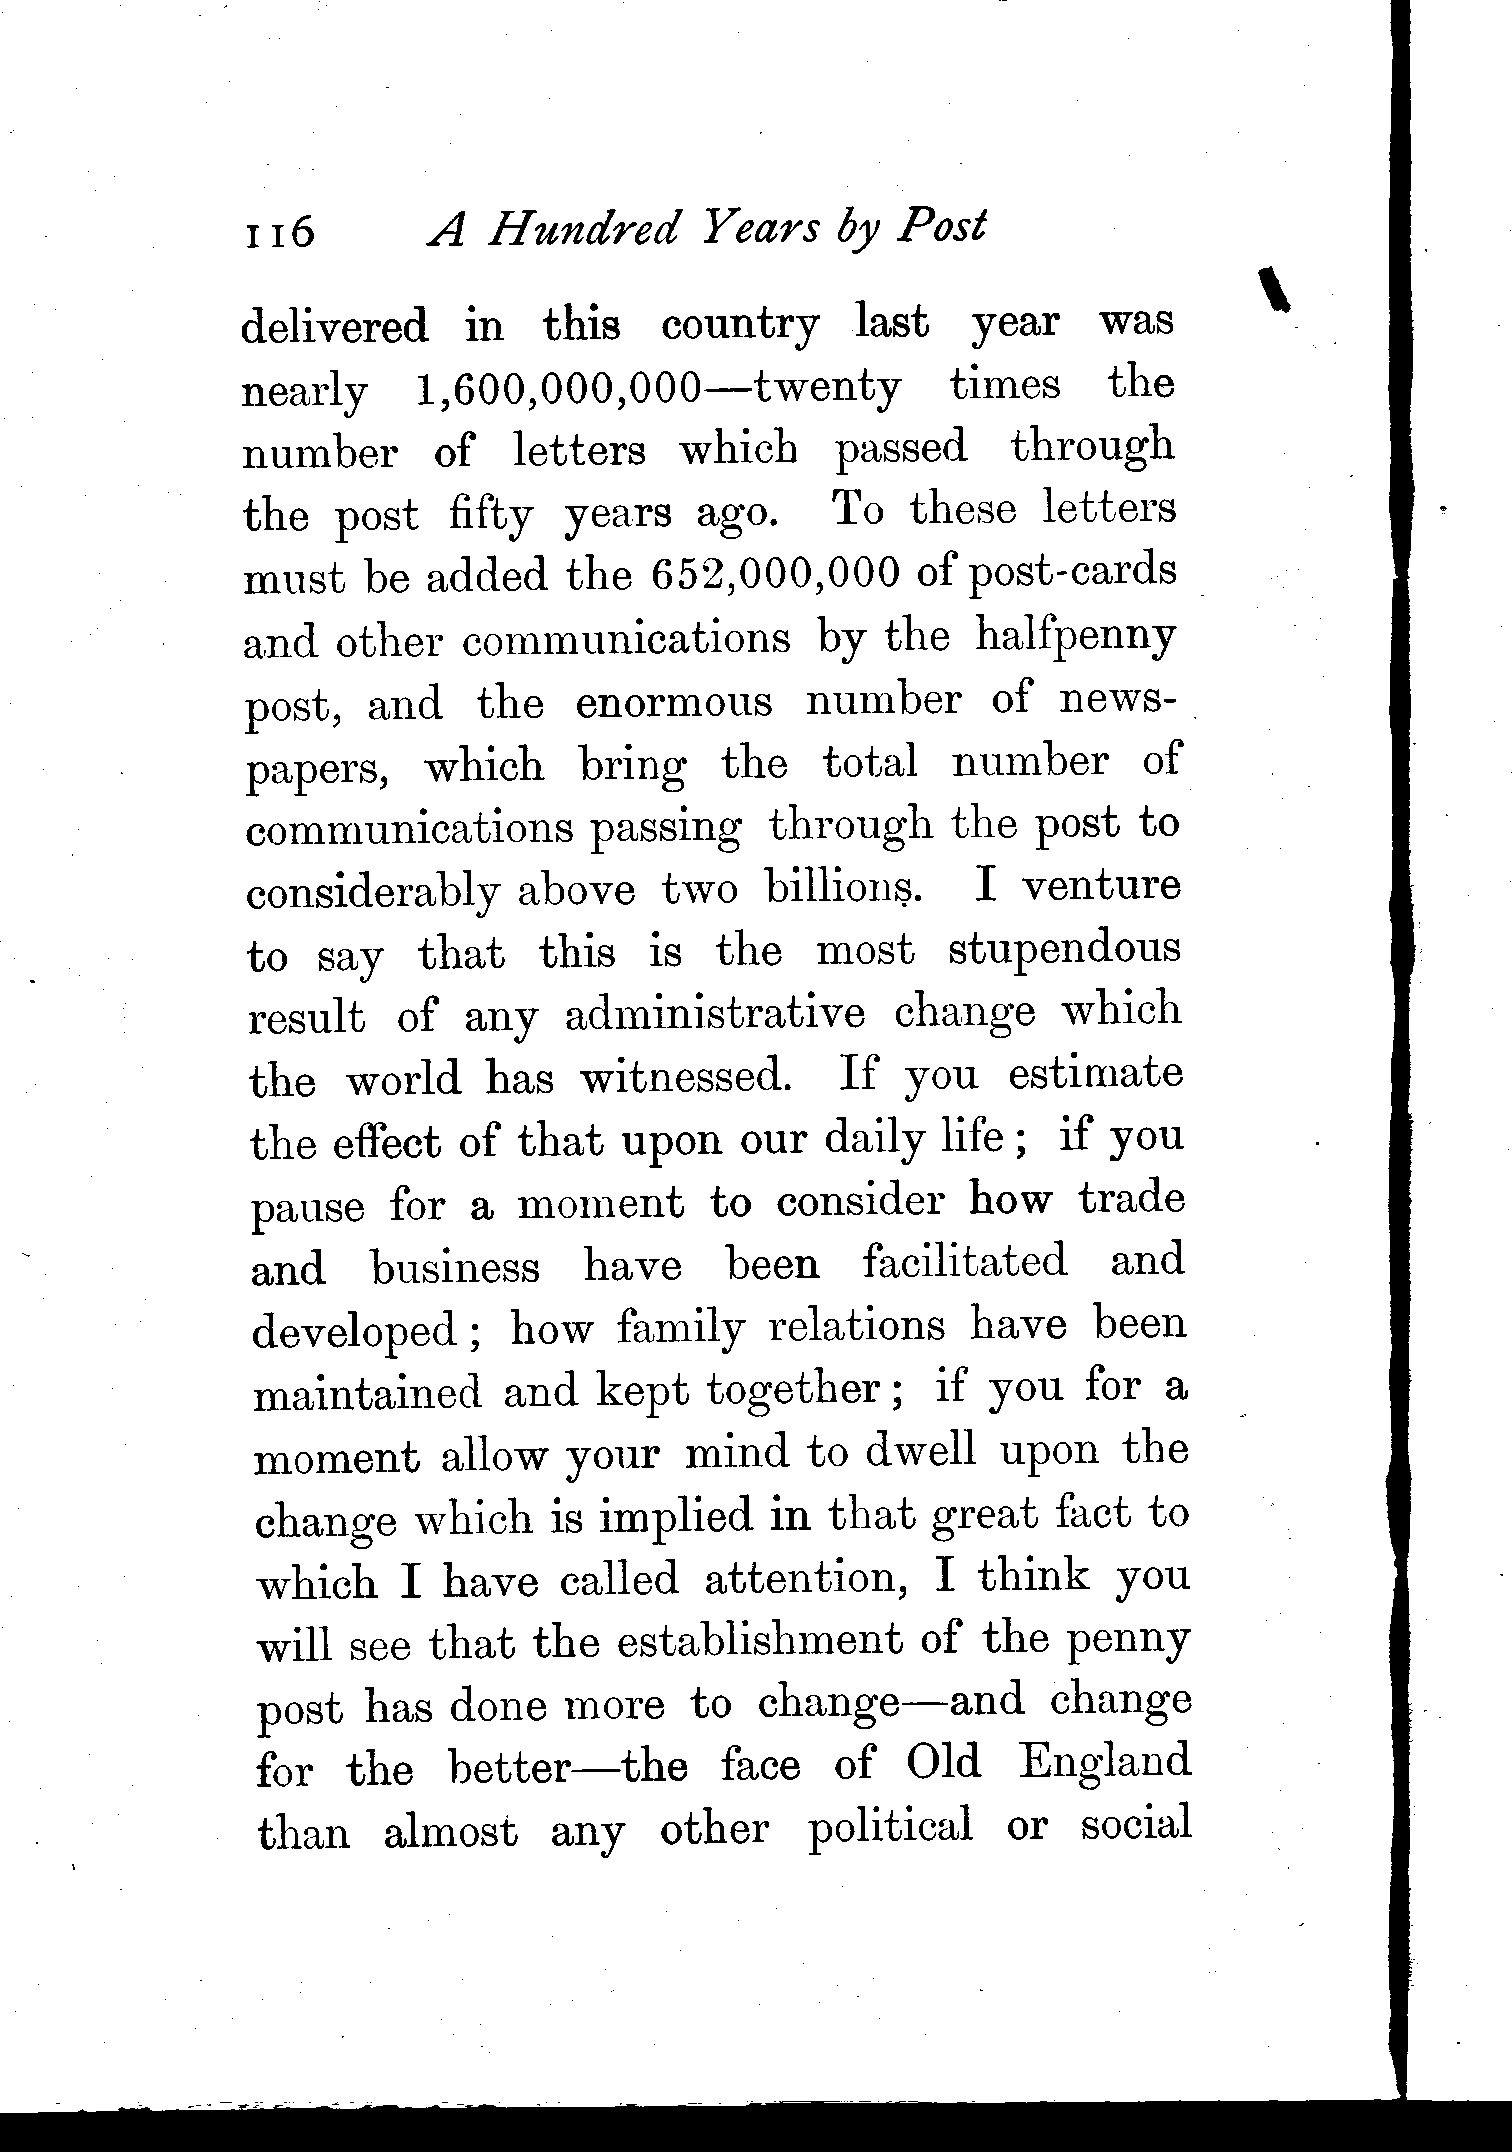 116 A Hundred Years by Post
delivered in this country last year was
nearly 1,600,000,000—twenty times the
number of letters which passed through
the post fifty years ago. To these letters
must be added the 652,000,000 of post-cards
and other communications by the halfpenny
post, and the enormous number of news-
papers, which bring the total number of
communications passing through the post to
considerably above two billions. I venture
to say that this is the most stupendous
result of any administrative change which
the world has witnessed. If you estimate
the effect of that upon our daily life; if you
pause for a moment to consider how trade
and business have been facilitated and
developed; how family relations have been
maintained and kept together; if you for a
moment allow your mind to dwell upon the
change which is implied in that great fact to
which I have called attention, I think you
will see that the establishment of the penny
post has done more to change—and change
for the better—the face of Old England
than almost any other political or social